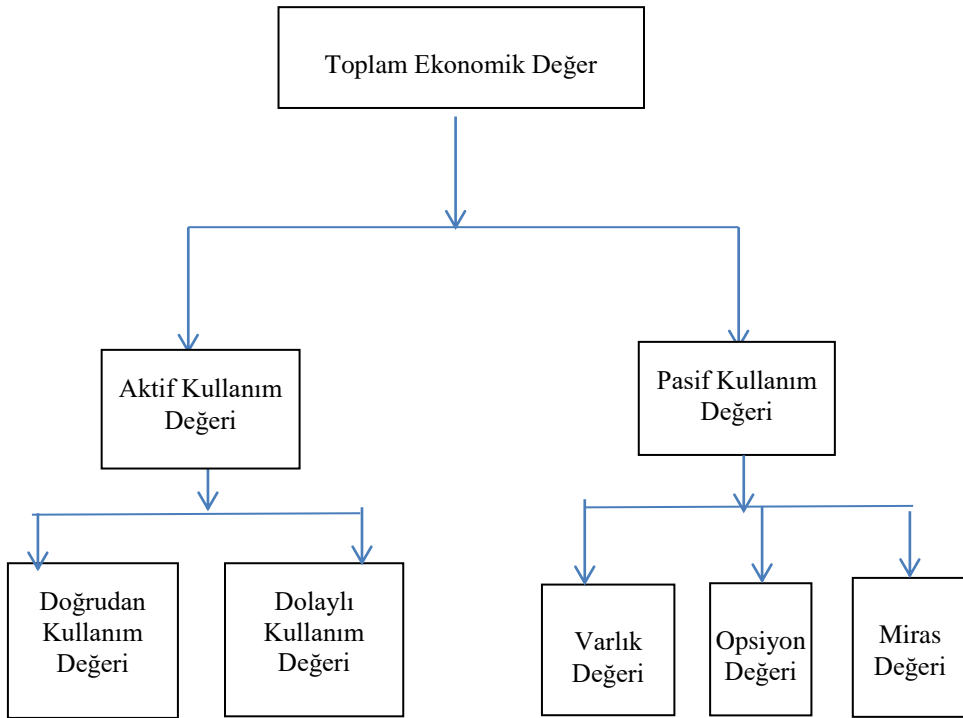 Toplam Ekonomik Değer
Aktif Kullanım
Değeri
Pasif Kullanım
Değeri
Doğrudan
Kullanım
Değeri
Dolaylı
Kullanım
Değeri
Varlık
Değeri
Opsiyon
Değeri
Miras
Değeri